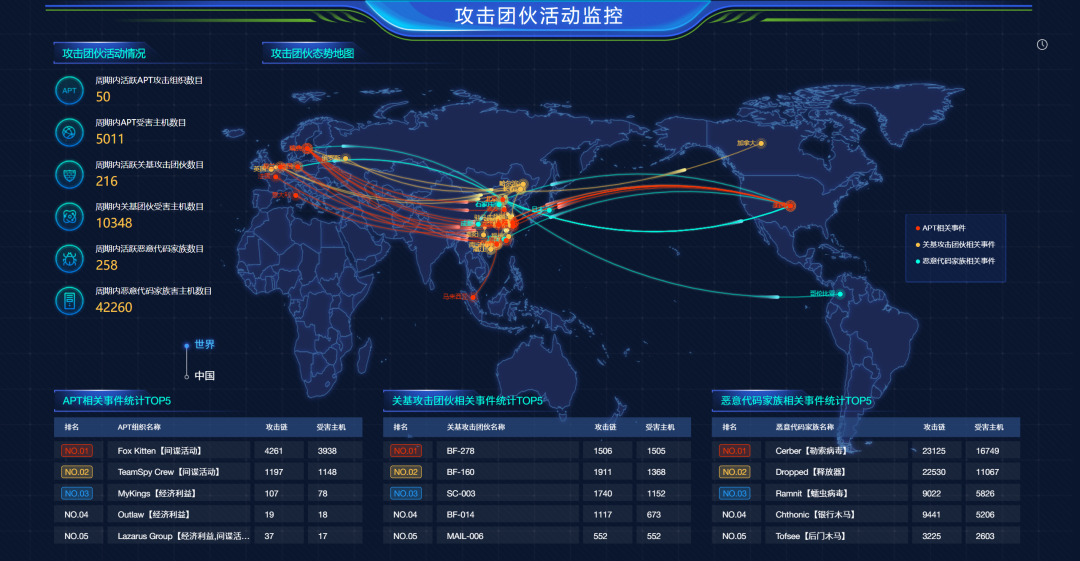 攻击团伙活动监控
攻击团伙活动情况
攻击团伙态势地图
APT
周期内活跃APT攻击组织数目
50
周期内APT受害主机数目
5011
周期内活跃关基攻击团伙数目
216
周期内关基团伙受害主机数目
10348
周期内活跃恶意代码家族数目
258
周期内恶意代码家族害主机数目
42260
世界
中国
英国
加拿大
哥伦比亚
APT相关事件
关基攻击团伙相关事件
恶意代码家族相关事件
APT相关事件统计TOP5
排名 APT组织名称 攻击链 受害主机
NO.01 Fox Kitten【间谍活动】 4261 3938
NO.02 TeamSpy Crew【间谍活动】 1197 1148
NO.03 MyKings【经济利益】 107 78
NO.04 Outlaw【经济利益】 19 18
NO.05 Lazarus Group【经济利益,间谍活... 37 17
关基攻击团伙相关事件统计TOP5
排名 关基攻击团伙名称 攻击链 受害主机
NO.01 BF-278 1506 1505
NO.02 BF-160 1911 1368
NO.03 SC-003 1740 1152
NO.04 BF-014 1117 673
NO.05 MAIL-006 552 552
恶意代码家族相关事件统计TOP5
排名 恶意代码家族名称 攻击链 受害主机
NO.01 Cerber【勒索病毒】 23125 16749
NO.02 Dropped【释放器】 22530 11067
NO.03 Ramnit【蠕虫病毒】 9022 5826
NO.04 Chthonic【银行木马】 9441 5206
NO.05 Tofsee【后门木马】 3225 2603